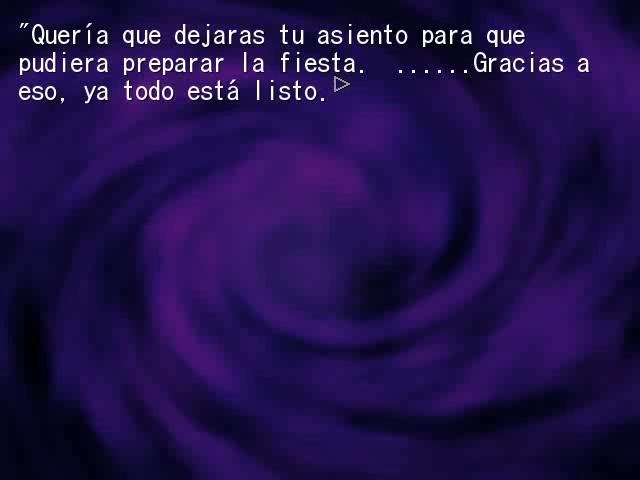 "Quería que dejaras tu asiento para que
pudiera preparar la fiesta.  ......Gracias a
eso, ya todo está listo.